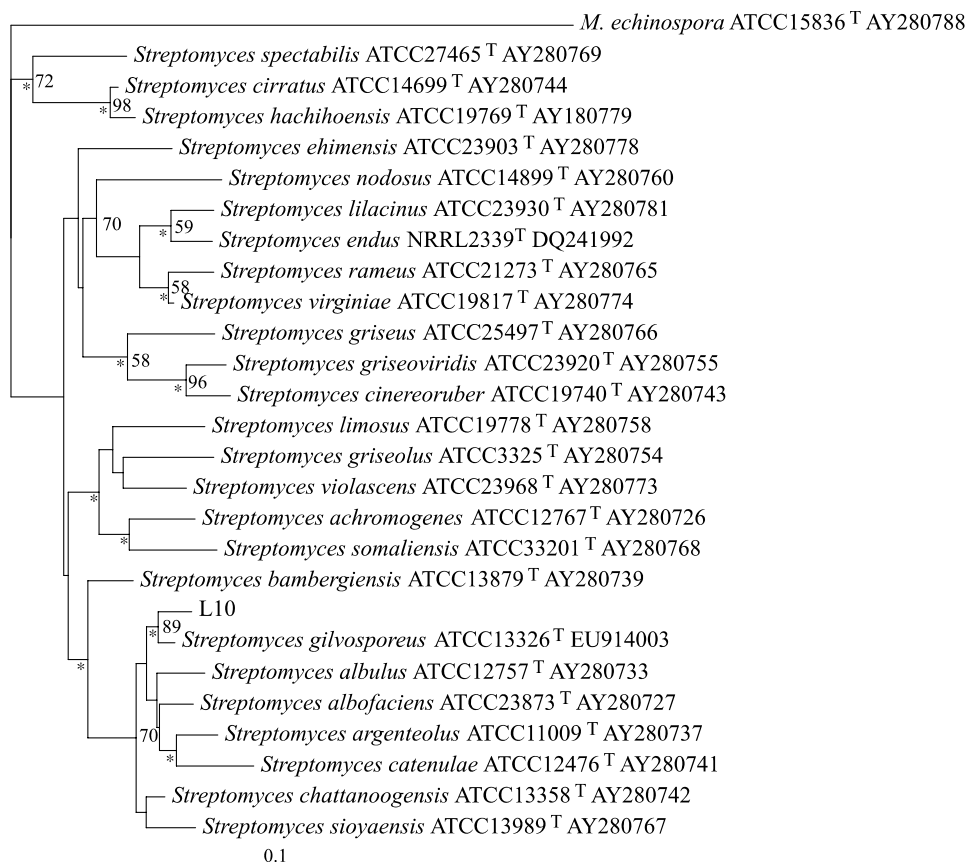 M. echinospora ATCC15836 T AY280788
Streptomyces spectabilis ATCC27465 T AY280769
72
*
Streptomyces cirratus ATCC14699 T AY280744
98
*
Streptomyces hachihoensis ATCC19769 T AY180779
Streptomyces ehimensis ATCC23903 T AY280778
Streptomyces nodosus ATCC14899 T AY280760
Streptomyces lilacinus ATCC23930 T AY280781
70
59
*
Streptomyces endus NRRL2339T DQ241992
Streptomyces rameus ATCC21273 T AY280765
58
*
Streptomyces virginiae ATCC19817 T AY280774
Streptomyces griseus ATCC25497 T AY280766
58
*
Streptomyces griseoviridis ATCC23920 T AY280755
96
*
Streptomyces cinereoruber ATCC19740 T AY280743
Streptomyces limosus ATCC19778 T AY280758
Streptomyces griseolus ATCC3325 T AY280754
Streptomyces violascens ATCC23968 T AY280773
*
Streptomyces achromogenes ATCC12767 T AY280726
*
Streptomyces somaliensis ATCC33201 T AY280768
Streptomyces bambergiensis ATCC13879 T AY280739
L10
89
*
Streptomyces gilvosporeus ATCC13326 T EU914003
*
Streptomyces albulus ATCC12757 T AY280733
Streptomyces albofaciens ATCC23873 T AY280727
70
Streptomyces argenteolus ATCC11009 T AY280737
*
Streptomyces catenulae ATCC12476 T AY280741
Streptomyces chattanoogensis ATCC13358 T AY280742
Streptomyces sioyaensis ATCC13989 T AY280767
0.1